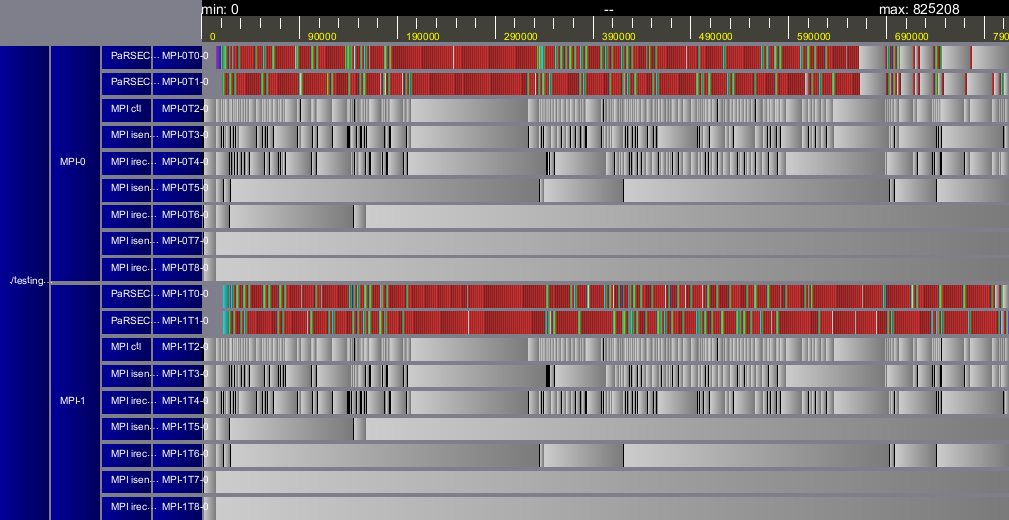 min: 0 -- max: 825208
0 90000 190000 290000 390000 490000 590000 690000 790
PaRSEC... MPI-0T0-0
PaRSEC... MPI-0T1-0
MPI ctl MPI-0T2-0
MPI isen... MPI-0T3-0
MPI-0 MPI irec... MPI-0T4-0
MPI isen... MPI-0T5-0
MPI irec... MPI-0T6-0
MPI isen... MPI-0T7-0
MPI irec... MPI-0T8-0
./testing...
PaRSEC... MPI-1T0-0
PaRSEC... MPI-1T1-0
MPI ctl MPI-1T2-0
MPI isen... MPI-1T3-0
MPI-1 MPI irec... MPI-1T4-0
MPI isen... MPI-1T5-0
MPI irec... MPI-1T6-0
MPI isen... MPI-1T7-0
MPI irec... MPI-1T8-0